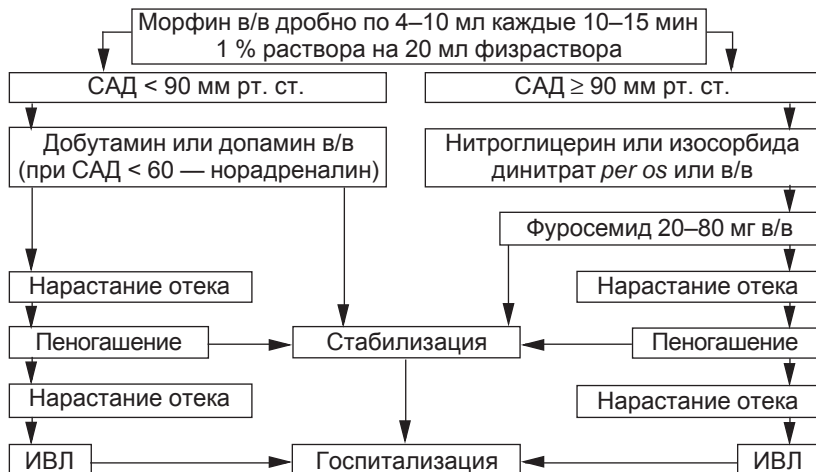 Морфин в/в дробно по 4–10 мл каждые 10–15 мин
1 % раствора на 20 мл физраствора
САД < 90 мм рт. ст.
САД ≥ 90 мм рт. ст.
Добутамин или допамин в/в
(при САД < 60 — норадреналин)
Нитроглицерин или изосорбида
динитрат per os или в/в
Фуросемид 20–80 мг в/в
Нарастание отека
Нарастание отека
Пеногашение
Стабилизация
Пеногашение
Нарастание отека
Нарастание отека
ИВЛ
Госпитализация
ИВЛ